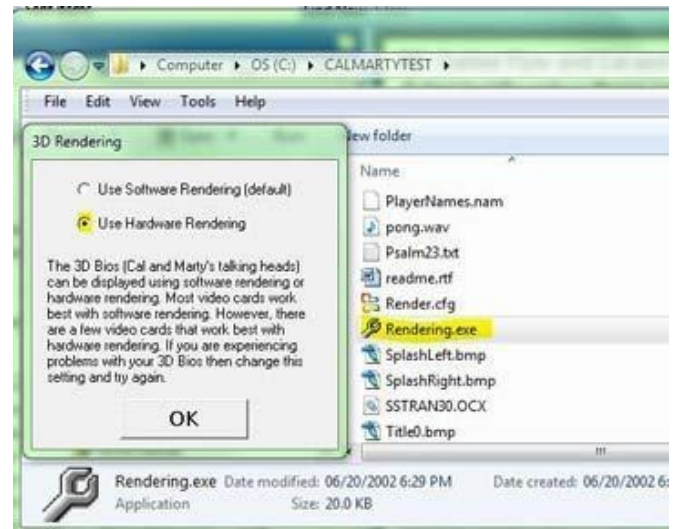 Computer ▸ OS (C:) ▸ CALMARTYTEST ▸
File Edit View Tools Help
3D Rendering
New folder
Use Software Rendering (default)
Use Hardware Rendering
The 3D Bios (Cal and Marty's talking heads)
can be displayed using software rendering or
hardware rendering. Most video cards work
best with software rendering. However, there
are a few video cards that work best with
hardware rendering. If you are experiencing
problems with your 3D Bios then change this
setting and try again.
OK
Name
PlayerNames.nam
pong.wav
Psalm23.txt
readme.rtf
Render.cfg
Rendering.exe
SplashLeft.bmp
SplashRight.bmp
SSTRAN30.OCX
Title0.bmp
Rendering.exe Date modified: 06/20/2002 6:29 PM Date created: 06/20/2002 6:
Application Size: 20.0 KB